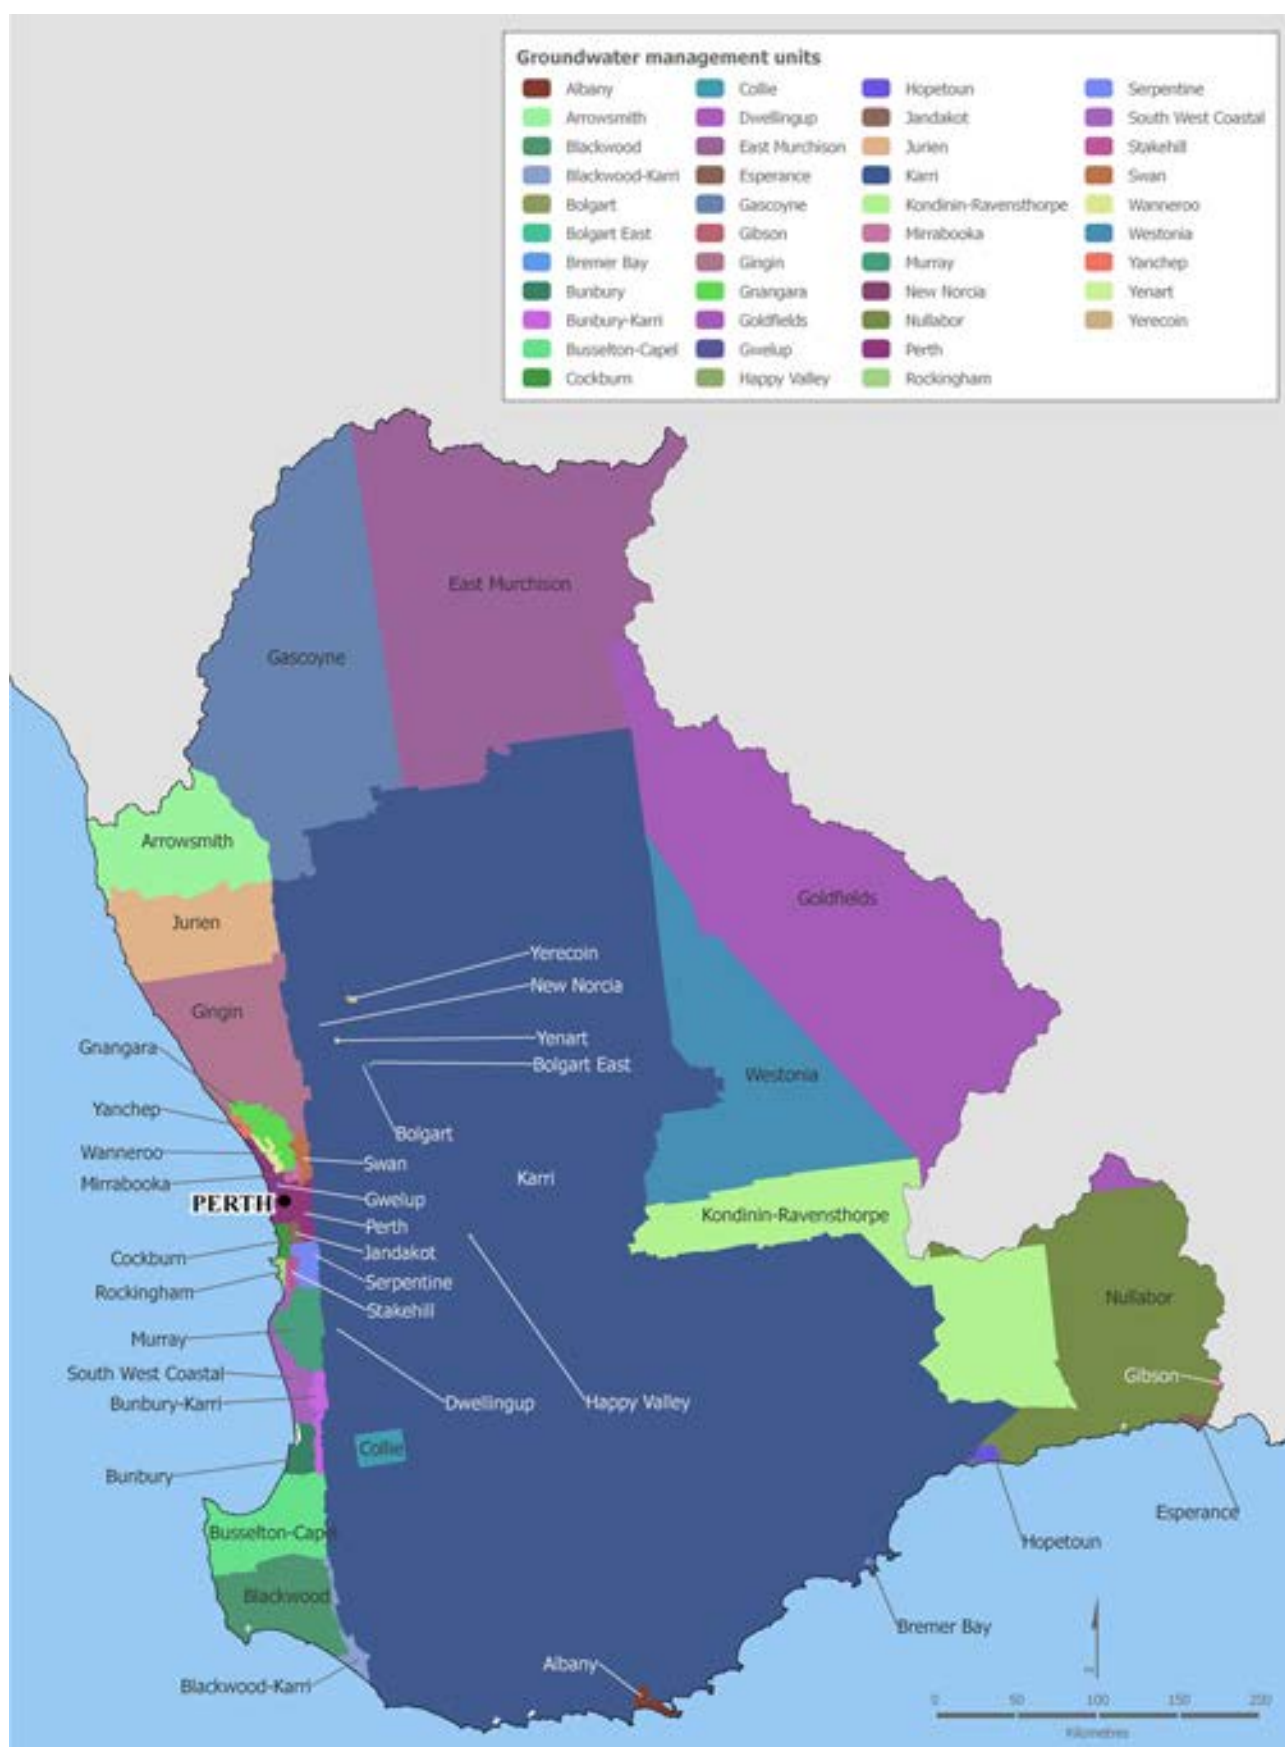 Groundwater management units
Albany
Arrowsmith
Blackwood
Blackwood-Karri
Bolgart
Bolgart East
Bremer Bay
Bunbury
Bunbury-Karri
Busselton-Capel
Cockburn
Collie
Dwellingup
East Murchison
Esperance
Gascoyne
Gibson
Gingin
Gnangara
Goldfields
Gwelup
Happy Valley
Hopetoun
Jandakot
Jurien
Karri
Kondinin-Ravensthorpe
Mirrabooka
Murray
New Norcia
Nullabor
Perth
Rockingham
Serpentine
South West Coastal
Stakehill
Swan
Wanneroo
Westonia
Yanchep
Yenart
Yerecoin
East Murchison
Gascoyne
Arrowsmith
Goldfields
Jurien
Yerecoin
New Norcia
Gingin
Yenart
Gnangara
Bolgart East
Westonia
Yanchep
Bolgart
Wanneroo
Swan
Karri
Mirrabooka
Gwelup
PERTH
Kondinin-Ravensthorpe
Perth
Jandakot
Cockburn
Serpentine
Rockingham
Nullabor
Stakehill
Murray
South West Coastal
Gibson
Bunbury-Karri
Dwellingup
Happy Valley
Collie
Bunbury
Esperance
Busselton-Cape
Hopetoun
Blackwood
Bremer Bay
Albany
Blackwood-Karri
0 50 100 150 200
Kilometres